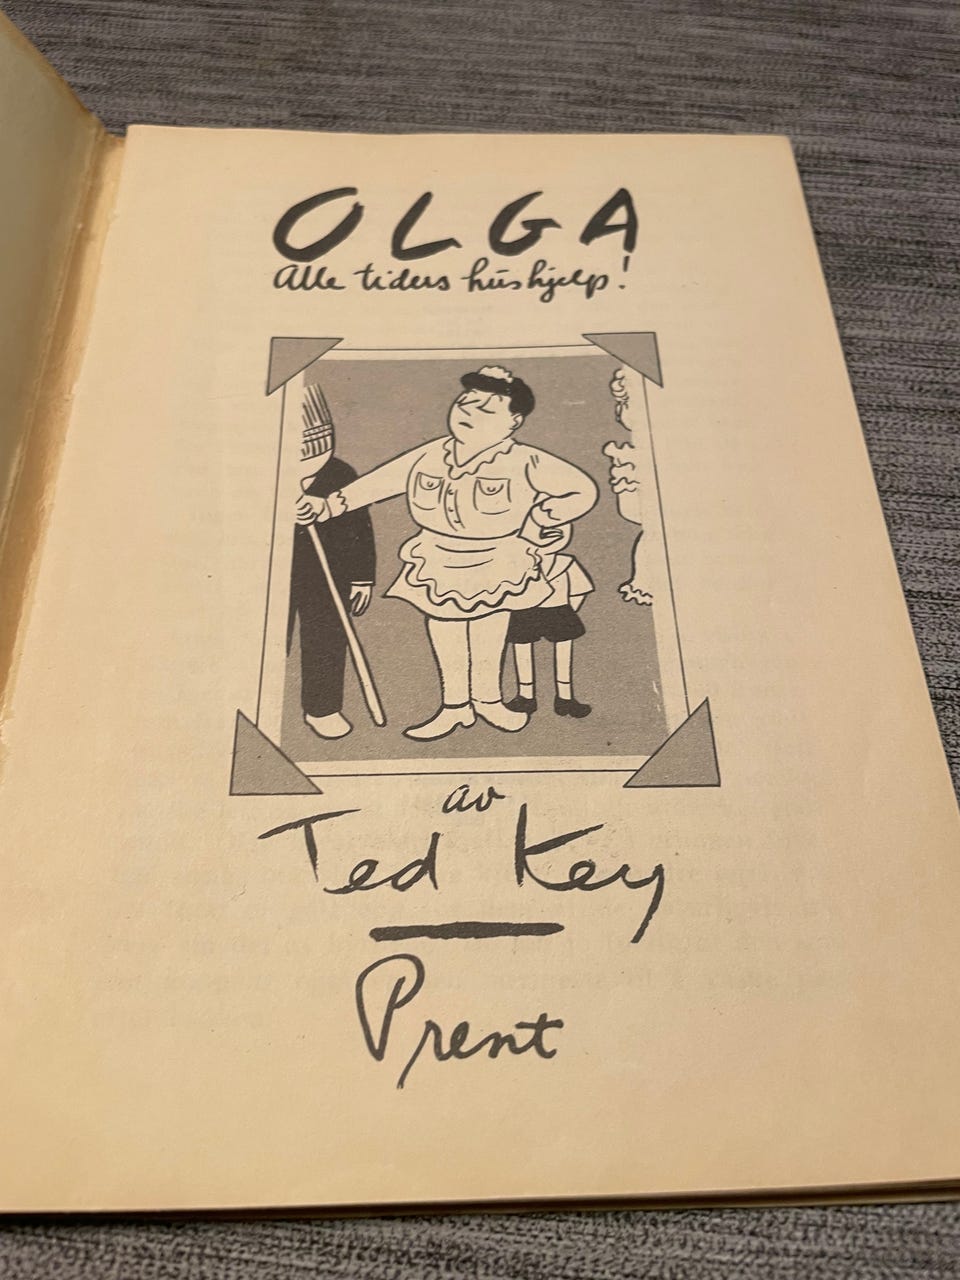 OLGA
Alle tiders hushjelp!
av
Ted Key
Prent